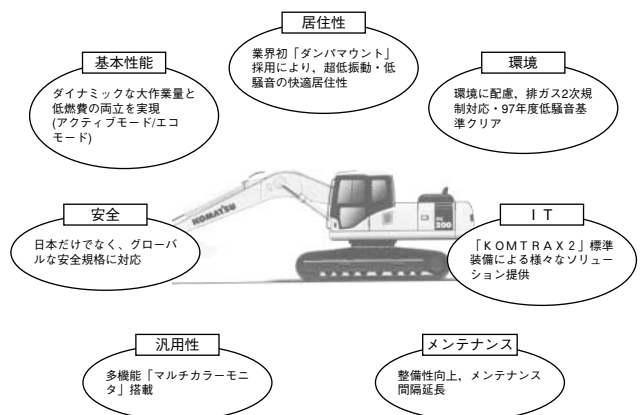 居住性
業界初「ダンパマウント」
採用により、超低振動・低
騒音の快適居住性
基本性能
ダイナミックな大作業量と
低燃費の両立を実現
(アクティブモード/エコ
モード)
環境
環境に配慮、排ガス2次規
制対応・97年度低騒音基
準クリア
KOMATSU
PC
200
安全
日本だけでなく、グローバ
ルな安全規格に対応
IT
「KOMTRAX2」標準
装備による様々なソリュー
ション提供
汎用性
多機能「マルチカラーモニ
タ」搭載
メンテナンス
整備性向上，メンテナンス
間隔延長